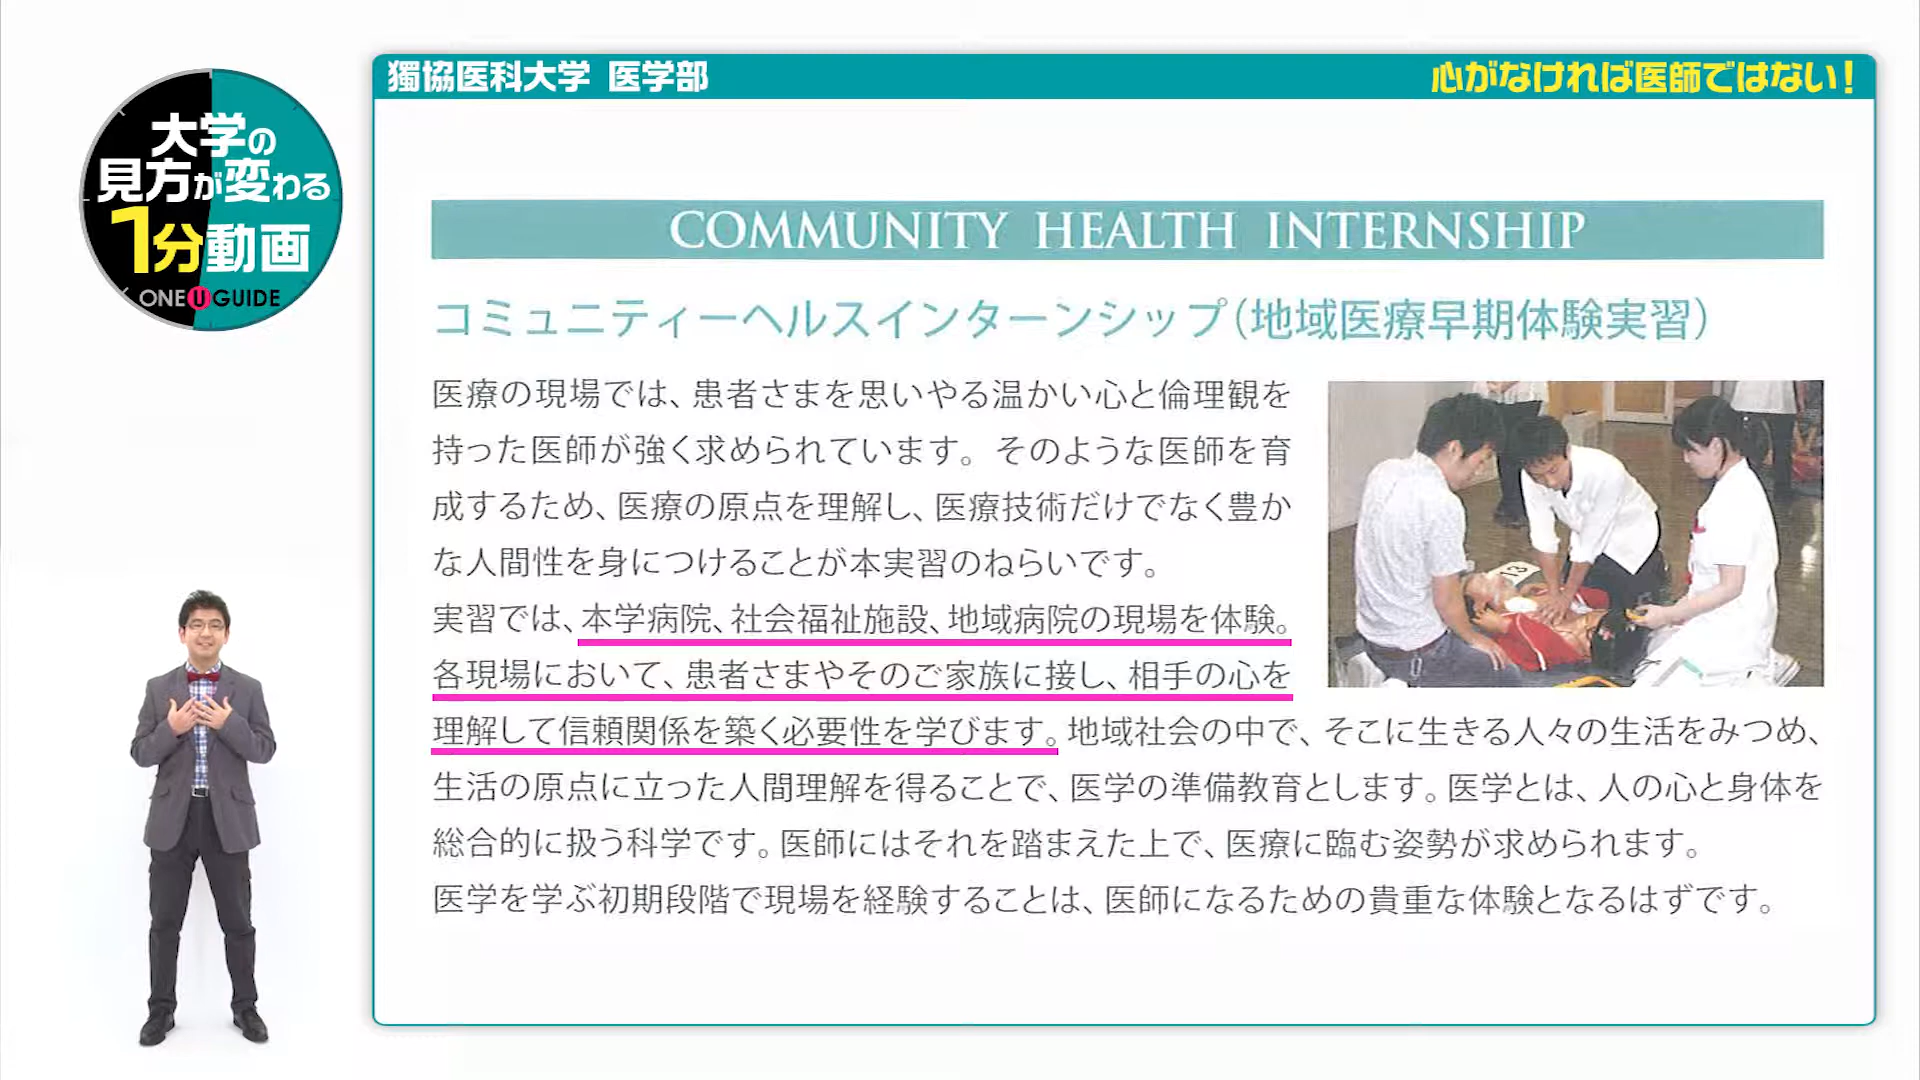 大学の
見方が変わる
1分動画
ONE U GUIDE
獨協医科大学 医学部
心がなければ医師ではない！
COMMUNITY HEALTH INTERNSHIP
コミュニティーヘルスインターンシップ（地域医療早期体験実習）
医療の現場では、患者さまを思いやる温かい心と倫理観を
持った医師が強く求められています。そのような医師を育
成するため、医療の原点を理解し、医療技術だけでなく豊か
な人間性を身につけることが本実習のねらいです。
実習では、本学病院、社会福祉施設、地域病院の現場を体験。
各現場において、患者さまやそのご家族に接し、相手の心を
理解して信頼関係を築く必要性を学びます。地域社会の中で、そこに生きる人々の生活をみつめ、
生活の原点に立った人間理解を得ることで、医学の準備教育とします。医学とは、人の心と身体を
総合的に扱う科学です。医師にはそれを踏まえた上で、医療に臨む姿勢が求められます。
医学を学ぶ初期段階で現場を経験することは、医師になるための貴重な体験となるはずです。
13